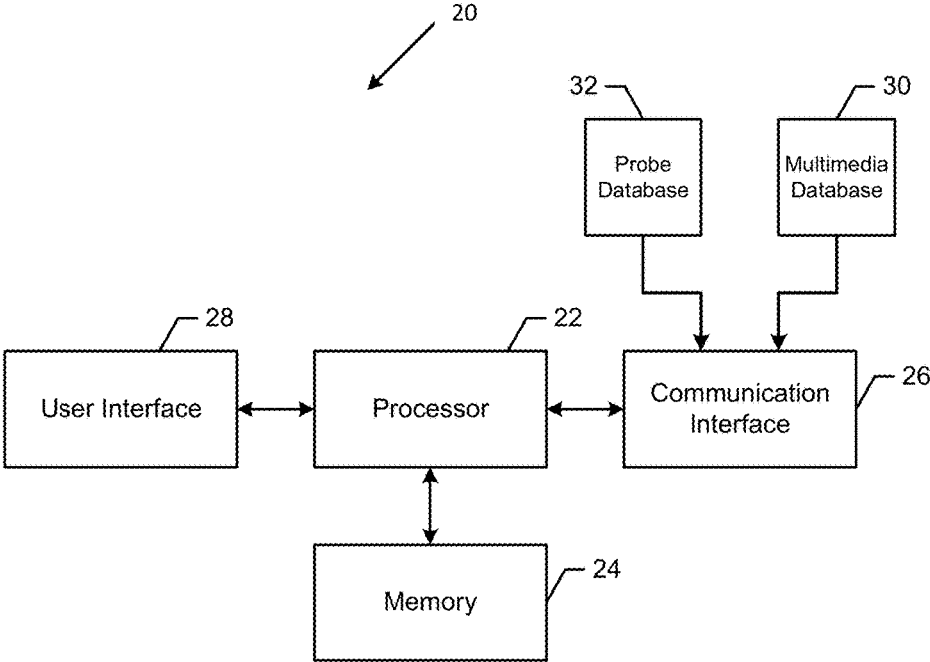 20
32
30
Probe
Database
Multimedia
Database
28
22
26
User Interface
Processor
Communication
Interface
24
Memory